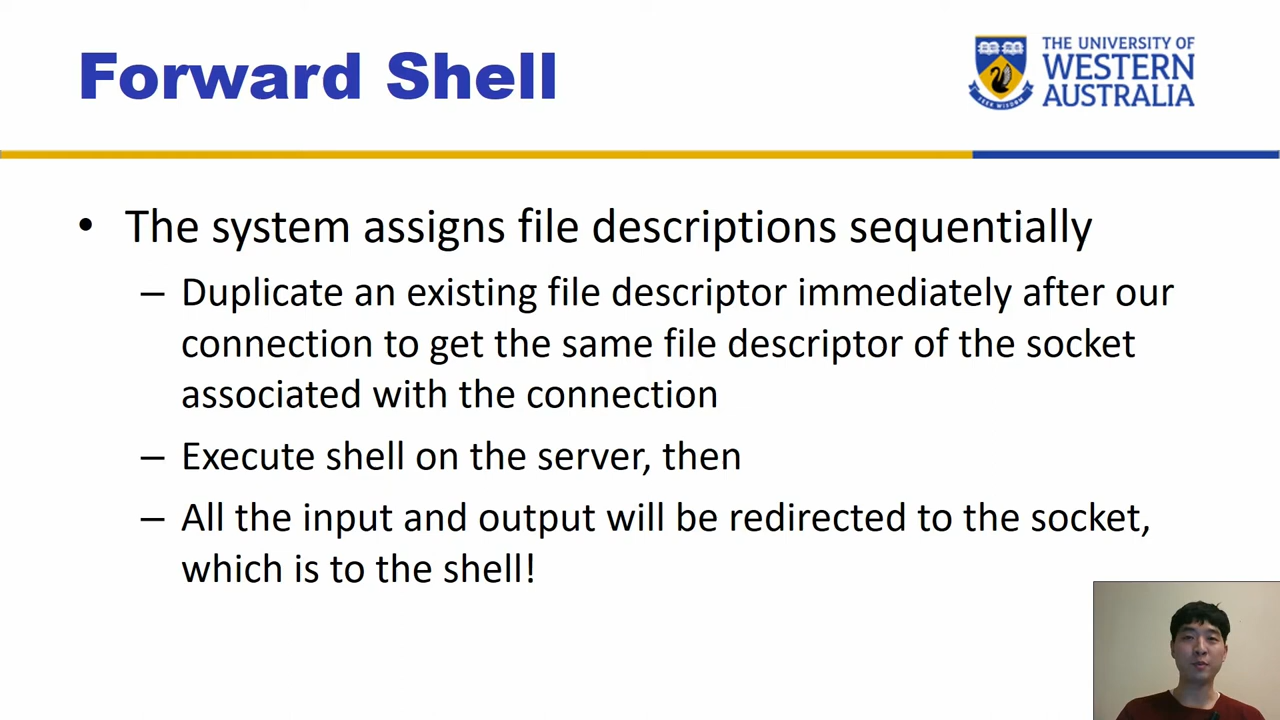 Forward Shell
THE UNIVERSITY OF
WESTERN
AUSTRALIA
SEEK WISDOM
• The system assigns file descriptions sequentially
– Duplicate an existing file descriptor immediately after our
connection to get the same file descriptor of the socket
associated with the connection
– Execute shell on the server, then
– All the input and output will be redirected to the socket,
which is to the shell!